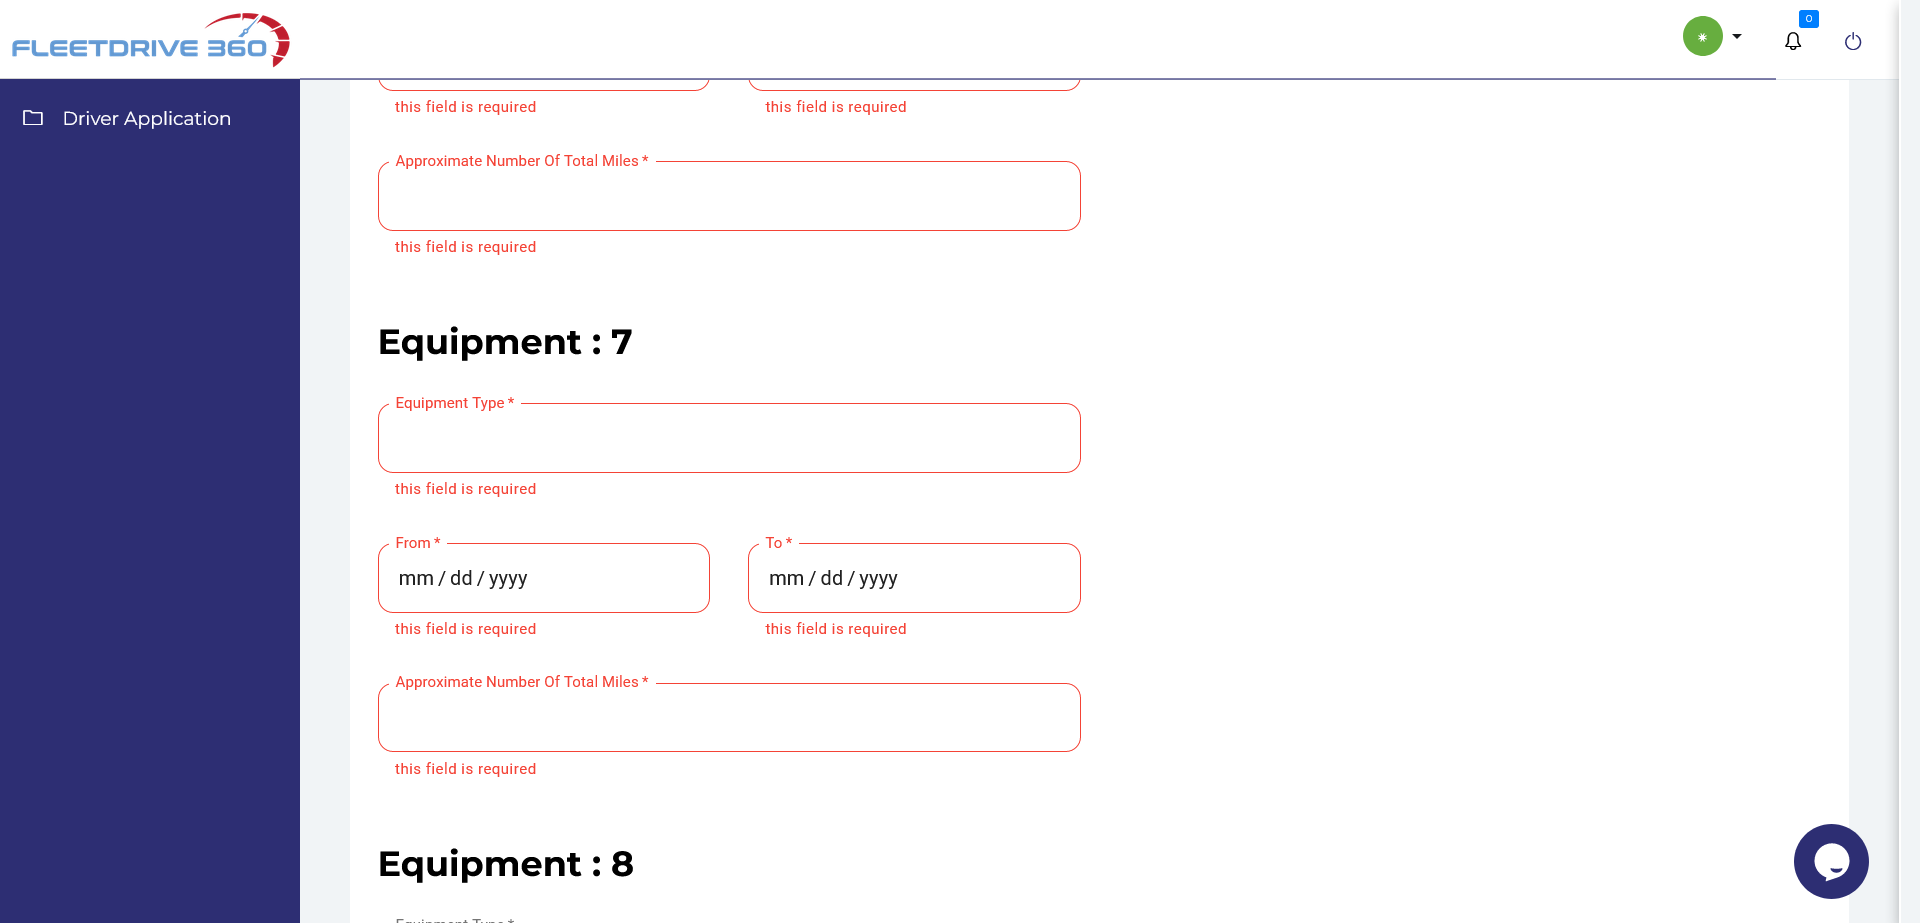 FLEETDRIVE 360
0
Driver Application
this field is required this field is required
Approximate Number Of Total Miles *
this field is required
Equipment : 7
Equipment Type *
this field is required
From * To *
mm / dd / yyyy mm / dd / yyyy
this field is required this field is required
Approximate Number Of Total Miles *
this field is required
Equipment : 8
Equipment Type *